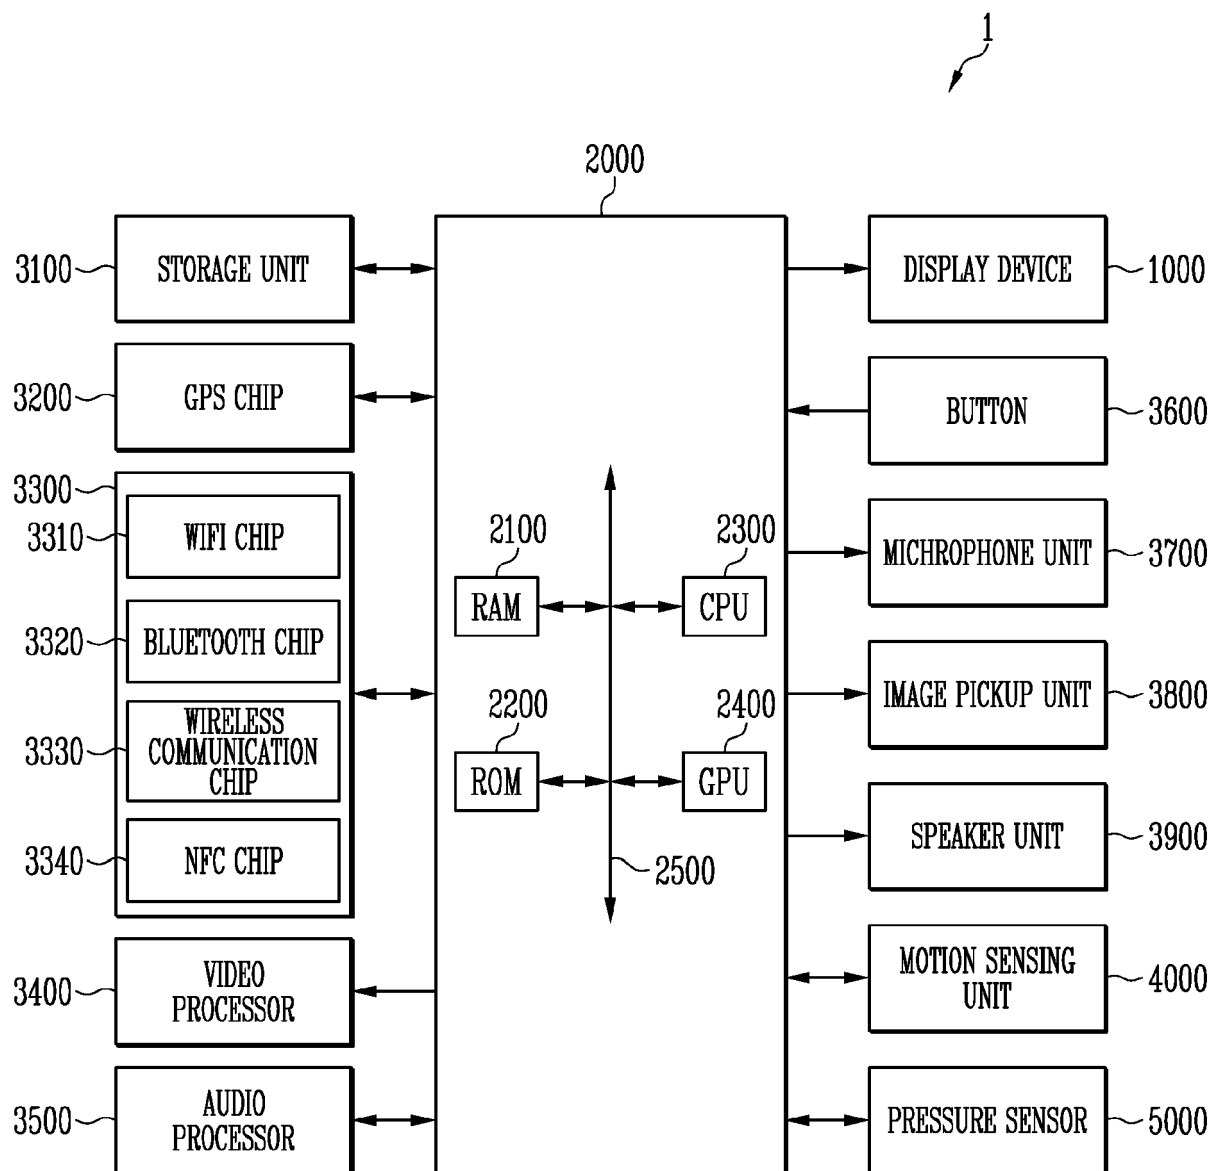 1
2000
3100
STORAGE UNIT
3200
GPS CHIP
3300
3310
WIFI CHIP
3320
BLUETOOTH CHIP
3330
WIRELESS
COMMUNICATION
CHIP
3340
NFC CHIP
3400
VIDEO
PROCESSOR
3500
AUDIO
PROCESSOR
2100
RAM
2300
CPU
2200
ROM
2400
GPU
2500
DISPLAY DEVICE
1000
BUTTON
3600
MICHROPHONE UNIT
3700
IMAGE PICKUP UNIT
3800
SPEAKER UNIT
3900
MOTION SENSING
UNIT
4000
PRESSURE SENSOR
5000